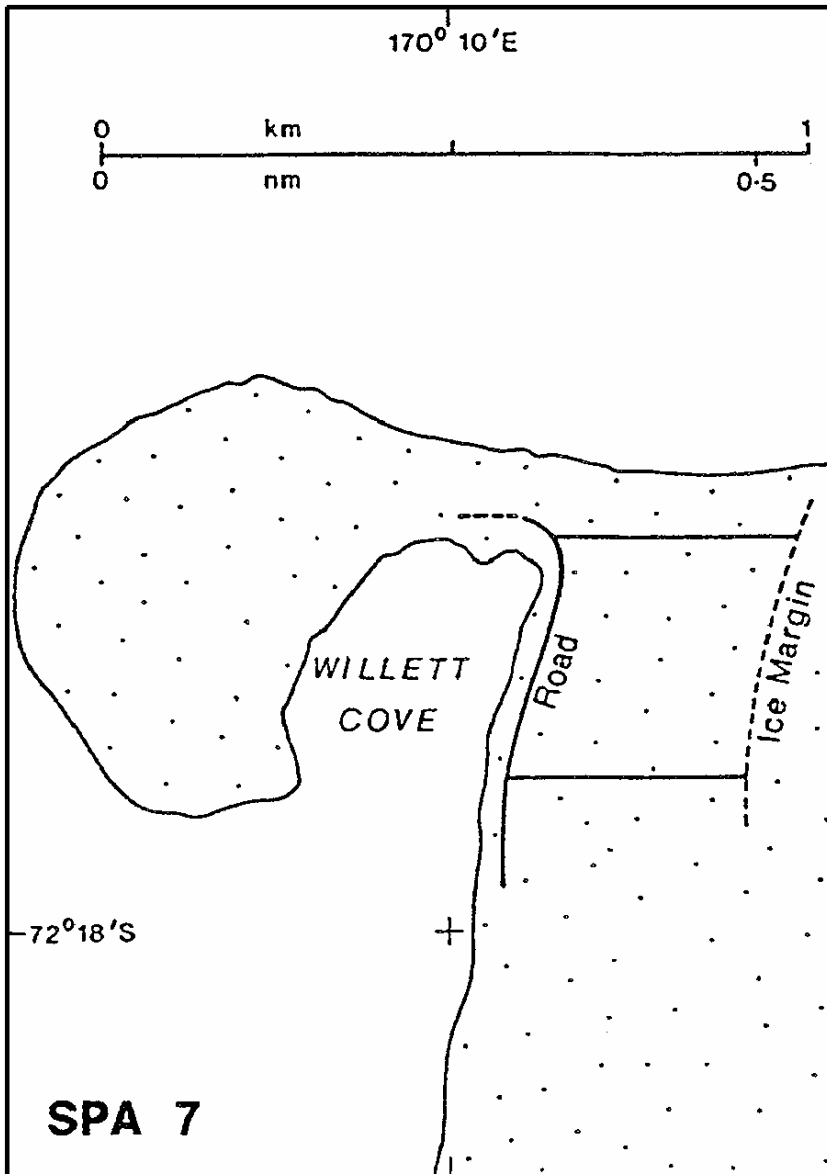 170° 10'E
0 km 1
0 nm 0·5
WILLETT
COVE
Road
Ice Margin
72°18'S
SPA 7